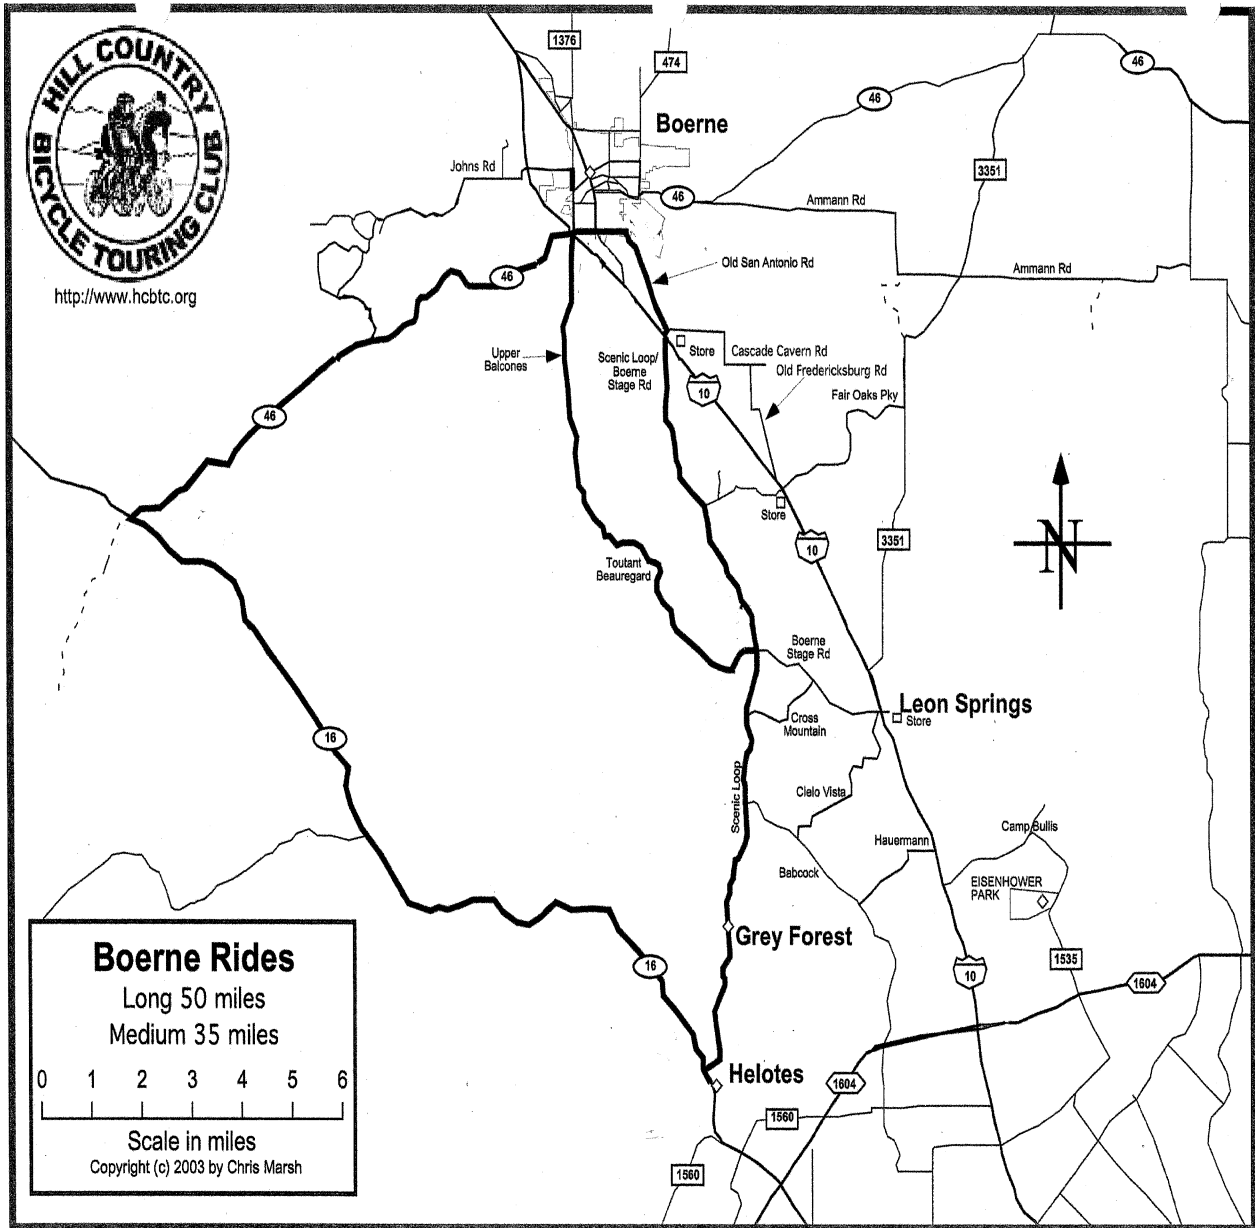 HILL COUNTRY
BICYCLE TOURING CLUB
http://www.hcbtc.org
1376
474
46
Boerne
46
3351
Johns Rd
46
Ammann Rd
Old San Antonio Rd
Ammann Rd
46
Upper
Balcones
Scenic Loop/
Boerne
Stage Rd
Store
Cascade Cavern Rd
Old Fredericksburg Rd
10
Fair Oaks Pky
46
Store
10
3351
N
Toutant
Beauregard
Boerne
Stage Rd
Leon Springs
Store
Cross
Mountain
16
Scenic Loop
Cielo Vista
Hauermann
Camp Bullis
Babcock
EISENHOWER
PARK
Grey Forest
16
10
1535
1604
Helotes
1604
1560
1560
Boerne Rides
Long 50 miles
Medium 35 miles
0 1 2 3 4 5 6
Scale in miles
Copyright (c) 2003 by Chris Marsh